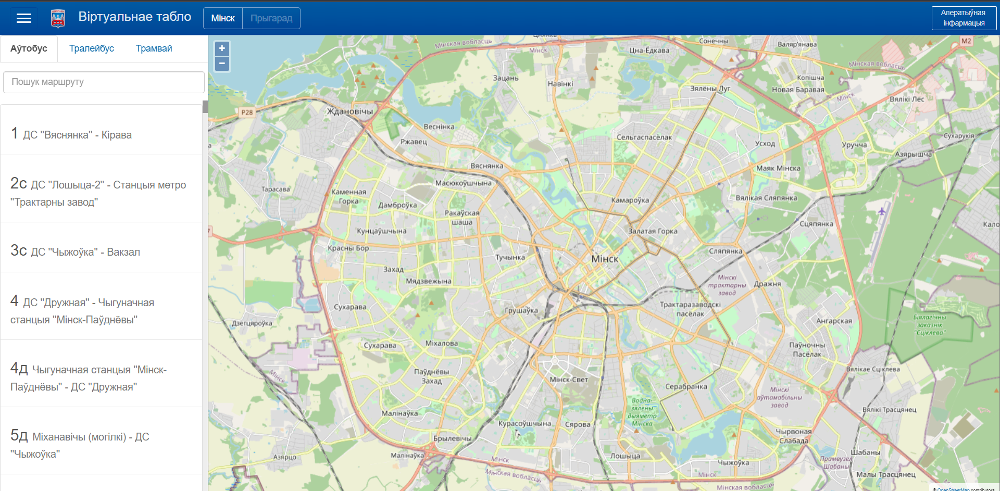 Віртуальнае табло
Мінск
Прыгарад
Аператыўная
інфармацыя
Аўтобус
Тралейбус
Трамвай
Пошук маршруту
1 ДС "Вяснянка" - Кірава
2с ДС "Лошыца-2" - Станцыя метро
"Трактарны завод"
3с ДС "Чыжоўка" - Вакзал
4 ДС "Дружная" - Чыгуначная
станцыя "Мінск-Паўднёвы"
4д Чыгуначная станцыя "Мінск-
Паўднёвы" - ДС "Дружная"
5д Міханавічы (могілкі) - ДС
"Чыжоўка"
+
−
Мінская вобласць
Мінск
Цна-Ёдкава
Сонечны
Валяр'янава
M2
Мінская вобласць
Зацань
Навінкі
Зялёны Луг
Копішча
Новая Баравая
Мінск
Вялікі Лес
P28
Ждановічы
Веснінка
Ржавец
Сельгаспасёлак
Усход
Уручча
Сухарукія
Азярышча
Вяснянка
Маяк Мінска
Масюкоўшчына
Тарасава
Каменная
Горка
Дамброўка
Камароўка
Вялікая Сляпянка
Ракаўская
шаша
Кунцаўшчына
Залатая Горка
Сцяпянка
Кало
Красны Бор
Тучынка
Мінск
Сляпянка
Захад
Мядзвежына
Мінскі
трактарны
завод
Дражня
Сухарава
Грушаўка
Трактаразаводскі
пасёлак
Дзегцяроўка
Ангарская
Біялагічны
заказнік
"Сціклева"
Сухарава
Міхалова
Паўночны
Пасёлак
Мінск
Паўднёвы
Захад
Мінск-Свет
Серабранка
Вялікае Сціклева
Мінскі
аўтамабільны
завод
Водна-
зялёны
дыяметр
Мінска
Малінаўка
Вялікі Трасцянец
Курасоўшчына
Сярова
Чырвоная
Слабада
Брылевічы
Малінаўка
Азярцо
Лошыца
Чыжоўка
Прамвузел
Шабаны
Шабаны
Мінск
Мінская вобласць
Мінск
Мінская вобласць
Малы Трасцянец
© OpenStreetMap contributors